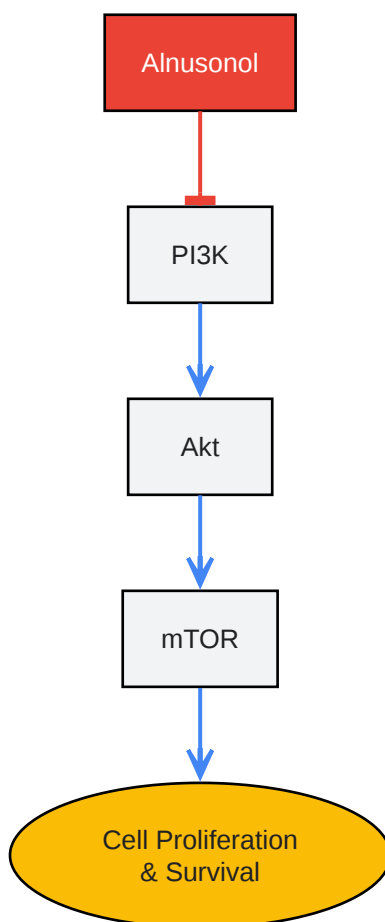 Alnusonol
PI3K
Akt
mTOR
Cell Proliferation
& Survival